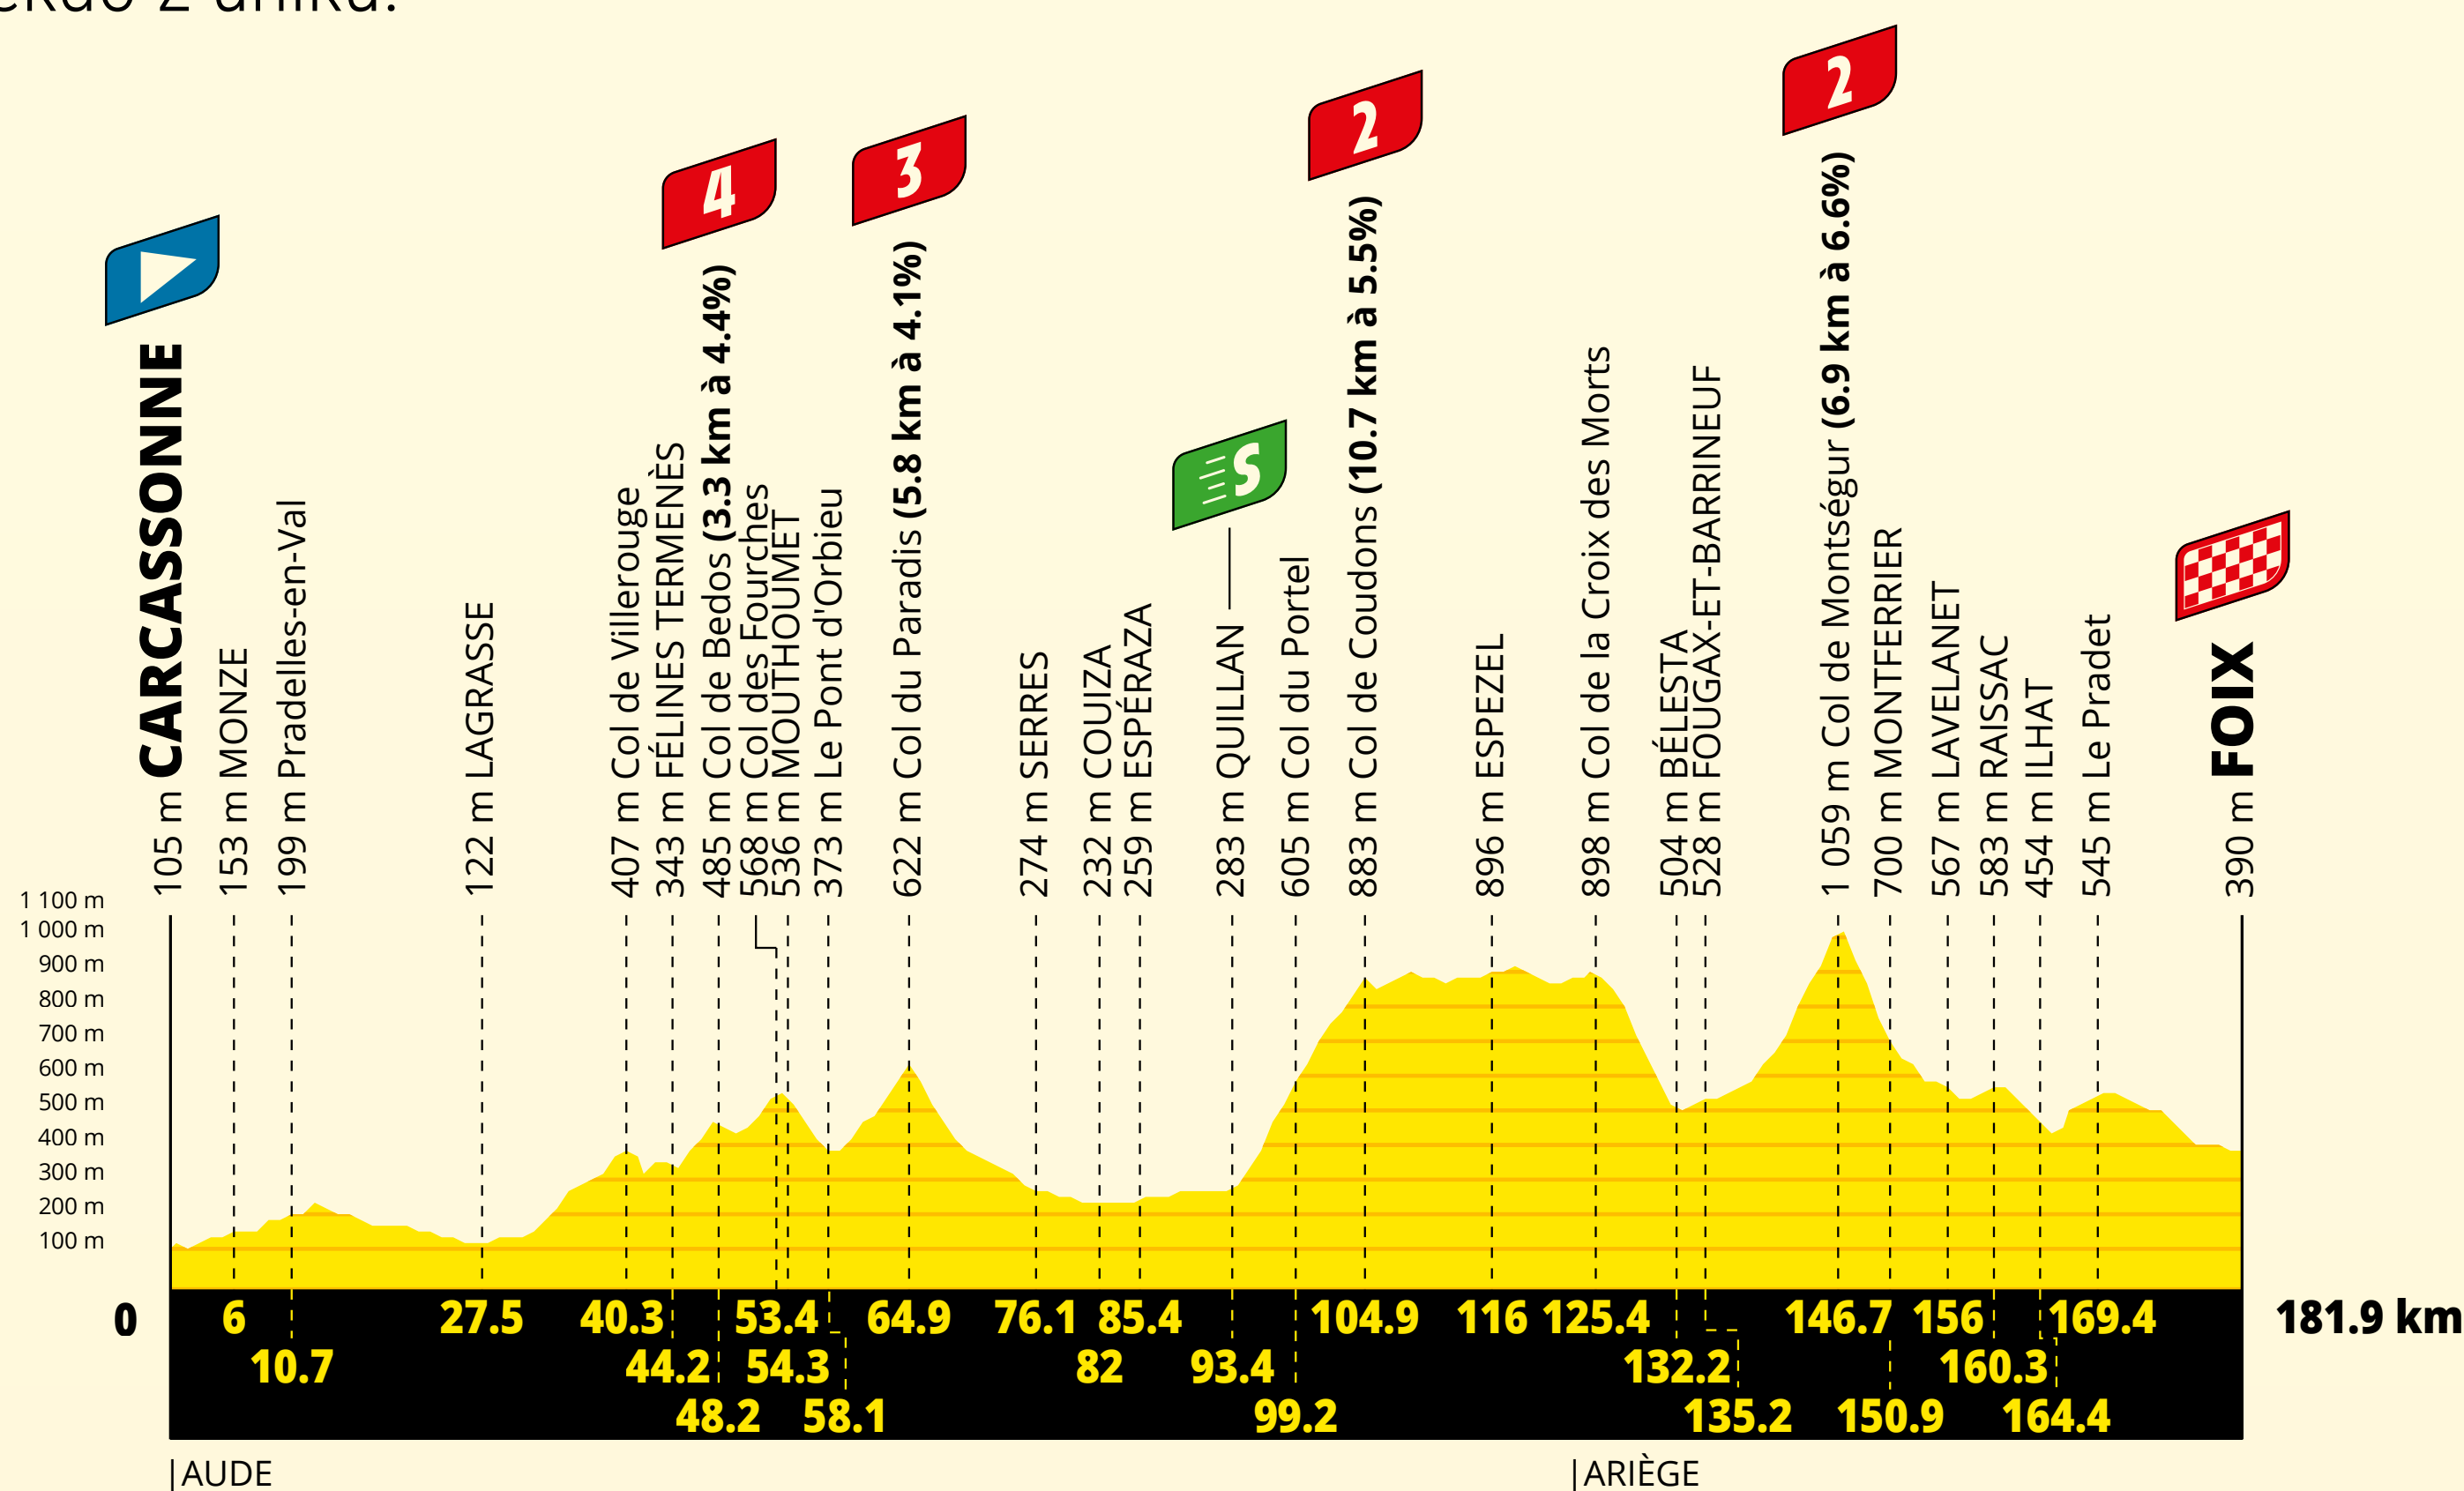 2
2
3
4
S
105 m CARCASSONNE
153 m MONZE
199 m Pradelles-en-Val
122 m LAGRASSE
407 m Col de Villerouge
343 m FÉLINES TERMENÈS
485 m Col de Bedos (3.3 km à 4.4%)
568 m Col des Fourches
536 m MOUTHOUMET
373 m Le Pont d'Orbieu
622 m Col du Paradis (5.8 km à 4.1%)
274 m SERRES
232 m COUIZA
259 m ESPÉRAZA
283 m QUILLAN
605 m Col du Portel
883 m Col de Coudons (10.7 km à 5.5%)
896 m ESPEZEL
898 m Col de la Croix des Morts
504 m BÉLESTA
528 m FOUGAX-ET-BARRINEUF
1 059 m Col de Montségur (6.9 km à 6.6%)
700 m MONTFERRIER
567 m LAVELANET
583 m RAISSAC
454 m ILHAT
545 m Le Pradet
390 m FOIX
1 100 m
1 000 m
900 m
800 m
700 m
600 m
500 m
400 m
300 m
200 m
100 m
0 6 27.5 40.3 53.4 64.9 76.1 85.4 104.9 116 125.4 146.7 156 169.4 181.9 km
10.7 44.2 54.3 82 93.4 132.2 160.3
48.2 58.1 99.2 135.2 150.9 164.4
|AUDE |ARIÈGE